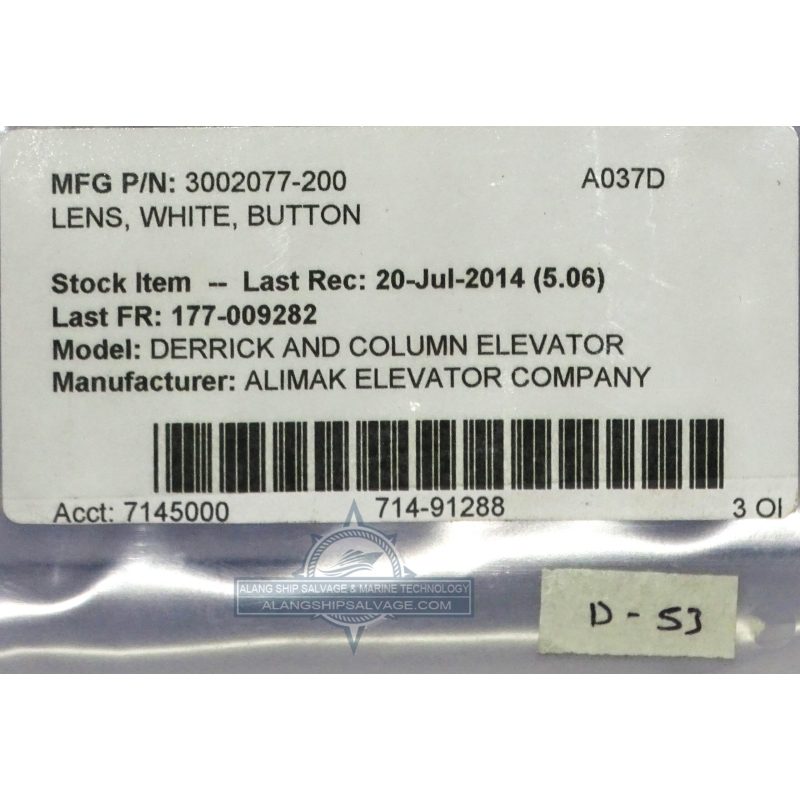 MFG P/N: 3002077-200 A037D
LENS, WHITE, BUTTON
Stock Item -- Last Rec: 20-Jul-2014 (5.06)
Last FR: 177-009282
Model: DERRICK AND COLUMN ELEVATOR
Manufacturer: ALIMAK ELEVATOR COMPANY
Acct: 7145000 714-91288 3 OI
ALANG SHIP SALVAGE & MARINE TECHNOLOGY
ALANGSHIPSALVAGE.COM
D-53